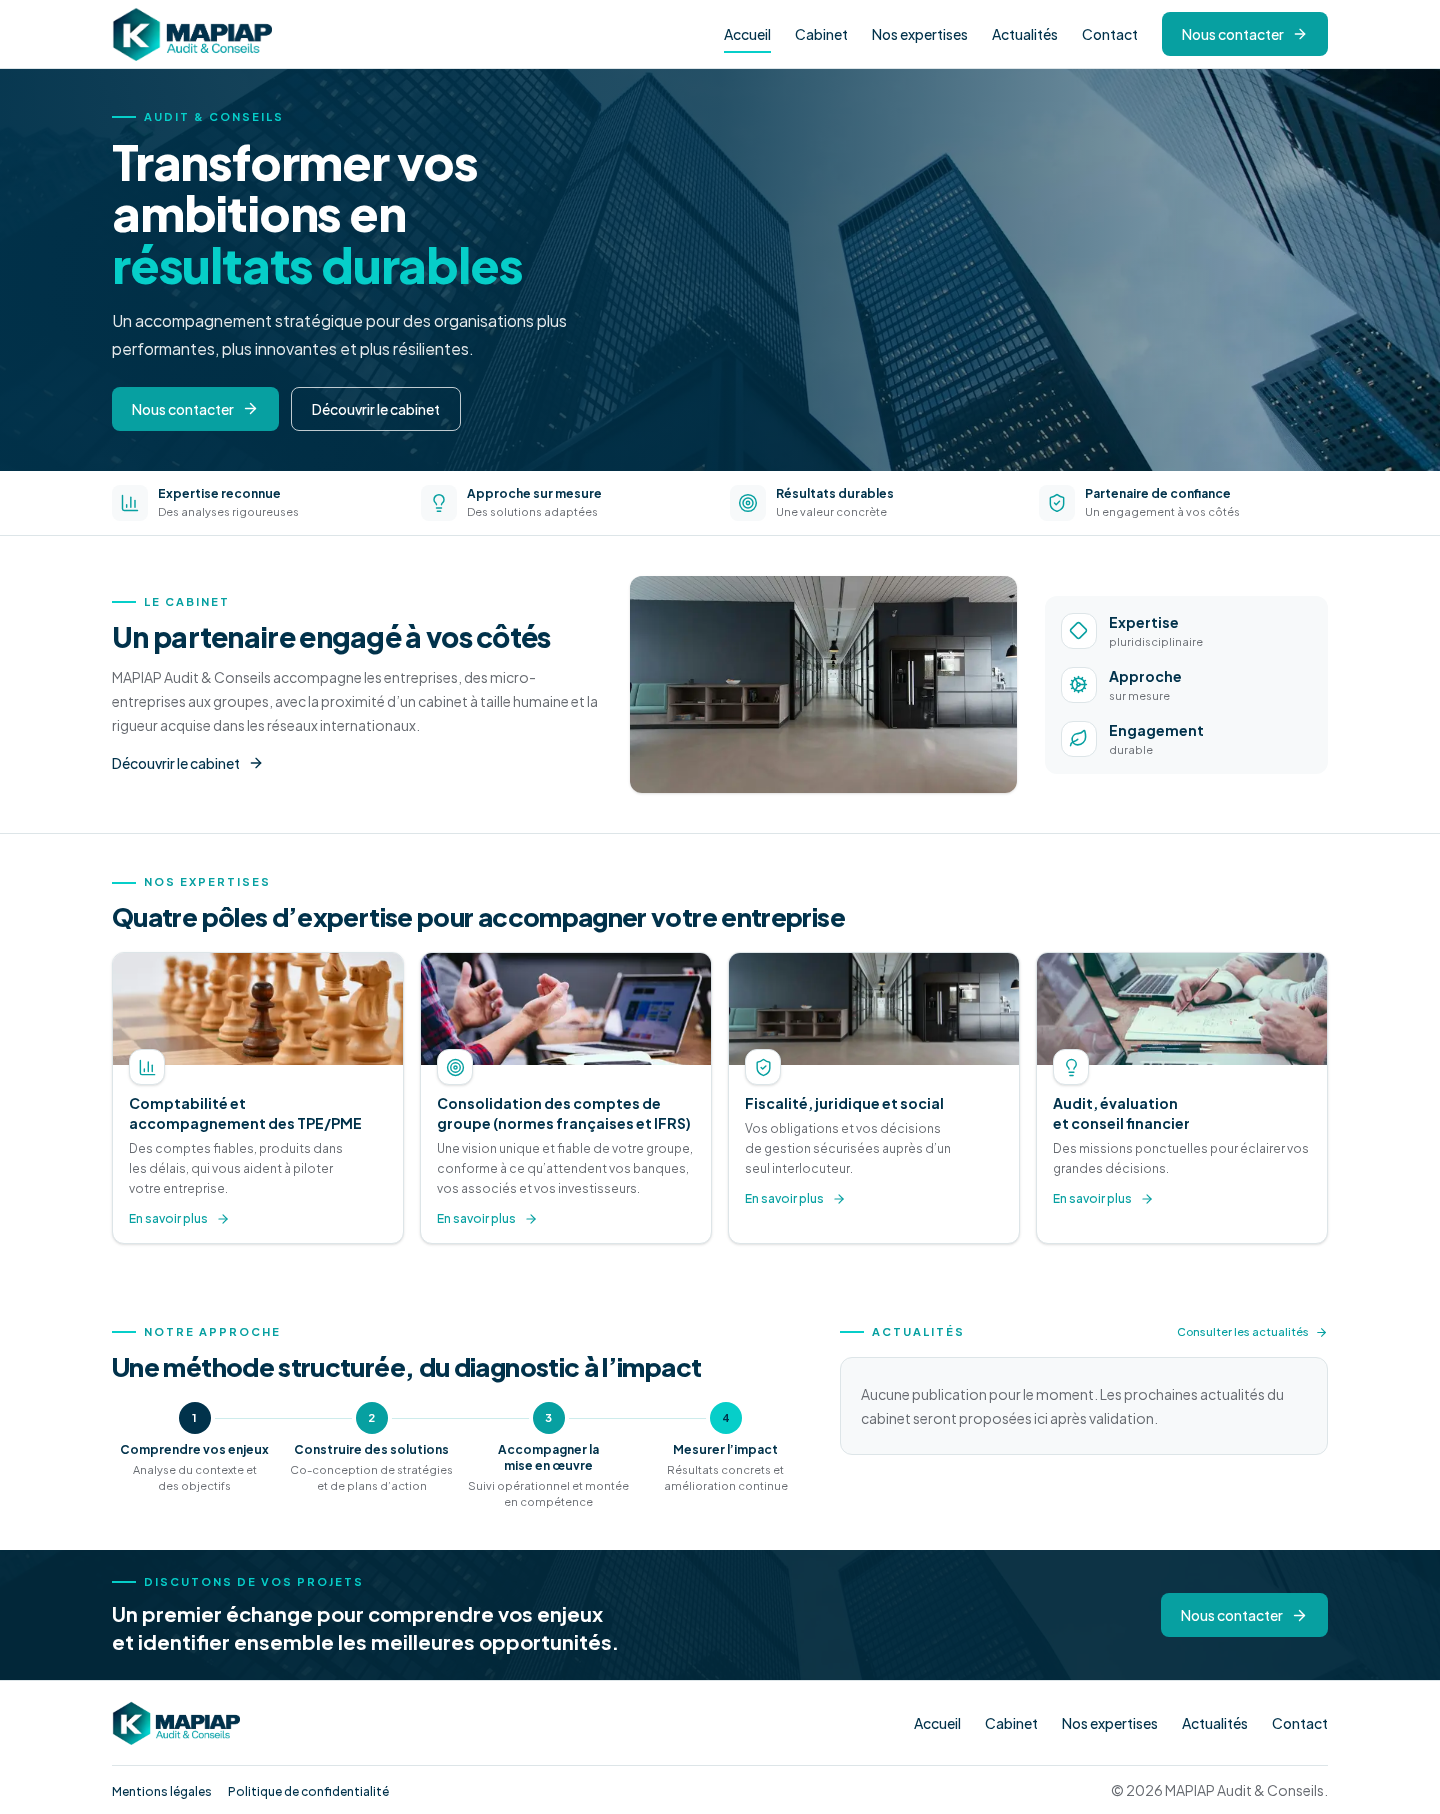 K MAPIAP
Audit & Conseils
Accueil Cabinet Nos expertises Actualités Contact Nous contacter
AUDIT & CONSEILS
Transformer vos
ambitions en
résultats durables
Un accompagnement stratégique pour des organisations plus
performantes, plus innovantes et plus résilientes.
Nous contacter Découvrir le cabinet
Expertise reconnue
Des analyses rigoureuses
Approche sur mesure
Des solutions adaptées
Résultats durables
Une valeur concrète
Partenaire de confiance
Un engagement à vos côtés
LE CABINET
Un partenaire engagé à vos côtés
MAPIAP Audit & Conseils accompagne les entreprises, des micro-
entreprises aux groupes, avec la proximité d’un cabinet à taille humaine et la
rigueur acquise dans les réseaux internationaux.
Découvrir le cabinet
Expertise
pluridisciplinaire
Approche
sur mesure
Engagement
durable
NOS EXPERTISES
Quatre pôles d’expertise pour accompagner votre entreprise
Comptabilité et
accompagnement des TPE/PME
Des comptes fiables, produits dans
les délais, qui vous aident à piloter
votre entreprise.
En savoir plus
Consolidation des comptes de
groupe (normes françaises et IFRS)
Une vision unique et fiable de votre groupe,
conforme à ce qu’attendent vos banques,
vos associés et vos investisseurs.
En savoir plus
Fiscalité, juridique et social
Vos obligations et vos décisions
de gestion sécurisées auprès d’un
seul interlocuteur.
En savoir plus
Audit, évaluation
et conseil financier
Des missions ponctuelles pour éclairer vos
grandes décisions.
En savoir plus
NOTRE APPROCHE
Une méthode structurée, du diagnostic à l’impact
1
Comprendre vos enjeux
Analyse du contexte et
des objectifs
2
Construire des solutions
Co-conception de stratégies
et de plans d’action
3
Accompagner la
mise en œuvre
Suivi opérationnel et montée
en compétence
4
Mesurer l’impact
Résultats concrets et
amélioration continue
ACTUALITÉS
Consulter les actualités
Aucune publication pour le moment. Les prochaines actualités du
cabinet seront proposées ici après validation.
DISCUTONS DE VOS PROJETS
Un premier échange pour comprendre vos enjeux
et identifier ensemble les meilleures opportunités.
Nous contacter
K MAPIAP
Audit & Conseils
Accueil Cabinet Nos expertises Actualités Contact
Mentions légales Politique de confidentialité
© 2026 MAPIAP Audit & Conseils.